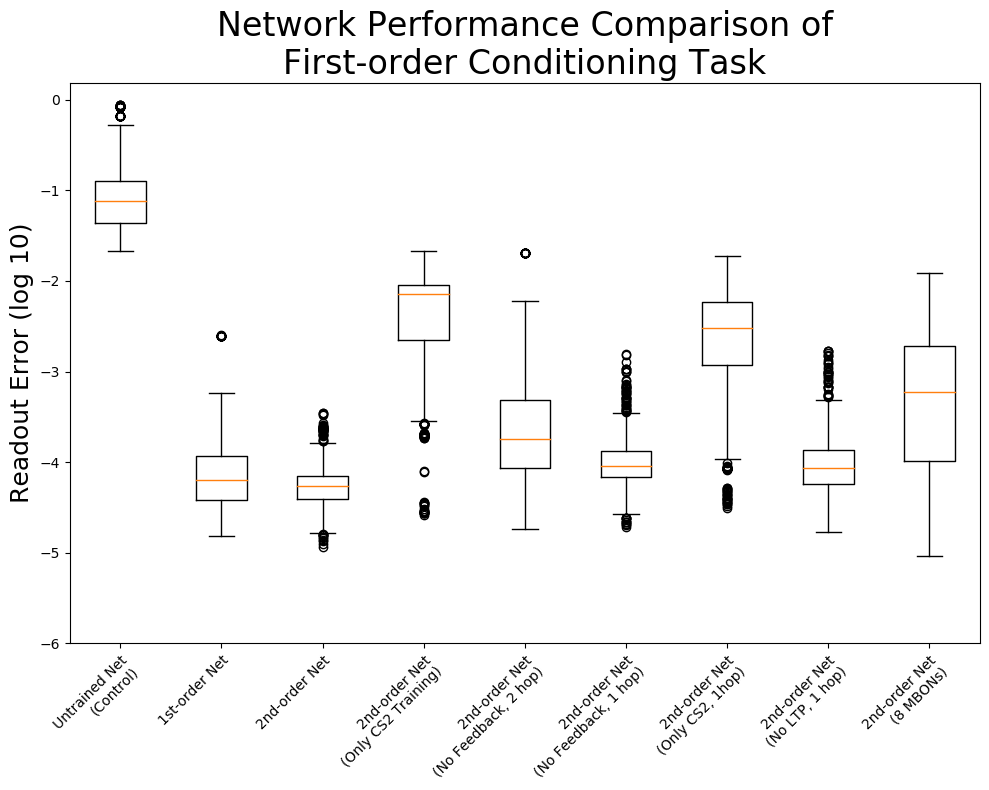 Network Performance Comparison of
First-order Conditioning Task
Readout Error (log 10)
0
−1
−2
−3
−4
−5
−6
Untrained Net
(Control)
1st-order Net
2nd-order Net
2nd-order Net
(Only CS2 Training)
2nd-order Net
(No Feedback, 2 hop)
2nd-order Net
(No Feedback, 1 hop)
2nd-order Net
(Only CS2, 1hop)
2nd-order Net
(No LTP, 1 hop)
2nd-order Net
(8 MBONs)